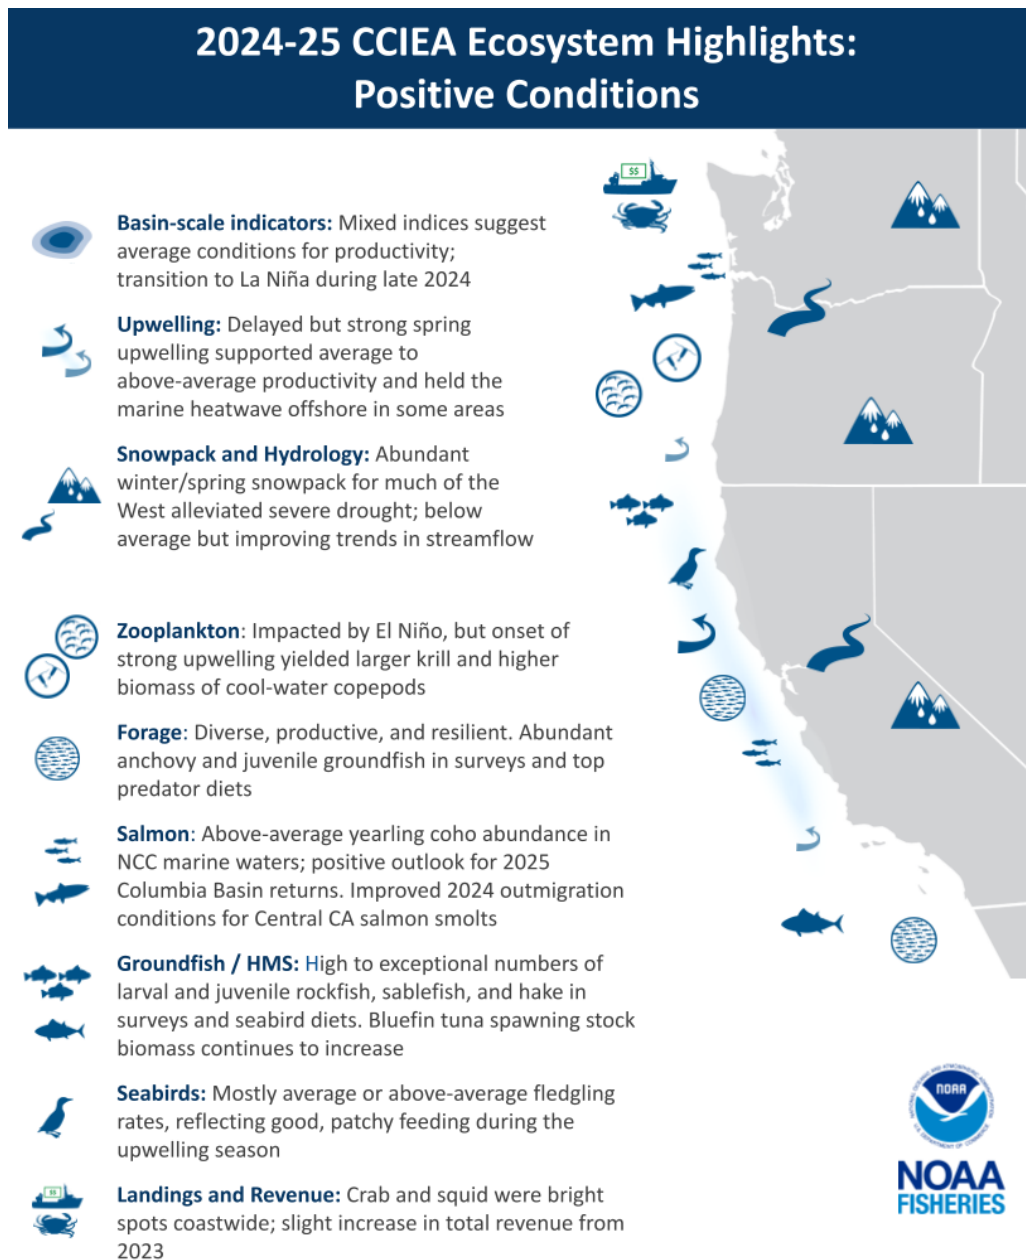 2024-25 CCIEA Ecosystem Highlights:
Positive Conditions
$$
Basin-scale indicators: Mixed indices suggest
average conditions for productivity;
transition to La Niña during late 2024
Upwelling: Delayed but strong spring
upwelling supported average to
above-average productivity and held the
marine heatwave offshore in some areas
Snowpack and Hydrology: Abundant
winter/spring snowpack for much of the
West alleviated severe drought; below
average but improving trends in streamflow
Zooplankton: Impacted by El Niño, but onset of
strong upwelling yielded larger krill and higher
biomass of cool-water copepods
Forage: Diverse, productive, and resilient. Abundant
anchovy and juvenile groundfish in surveys and top
predator diets
Salmon: Above-average yearling coho abundance in
NCC marine waters; positive outlook for 2025
Columbia Basin returns. Improved 2024 outmigration
conditions for Central CA salmon smolts
Groundfish / HMS: High to exceptional numbers of
larval and juvenile rockfish, sablefish, and hake in
surveys and seabird diets. Bluefin tuna spawning stock
biomass continues to increase
Seabirds: Mostly average or above-average fledgling
rates, reflecting good, patchy feeding during the
upwelling season
$$
Landings and Revenue: Crab and squid were bright
spots coastwide; slight increase in total revenue from
2023
NATIONAL OCEANIC AND ATMOSPHERIC ADMINISTRATION
NOAA
U.S. DEPARTMENT OF COMMERCE
NOAA
FISHERIES